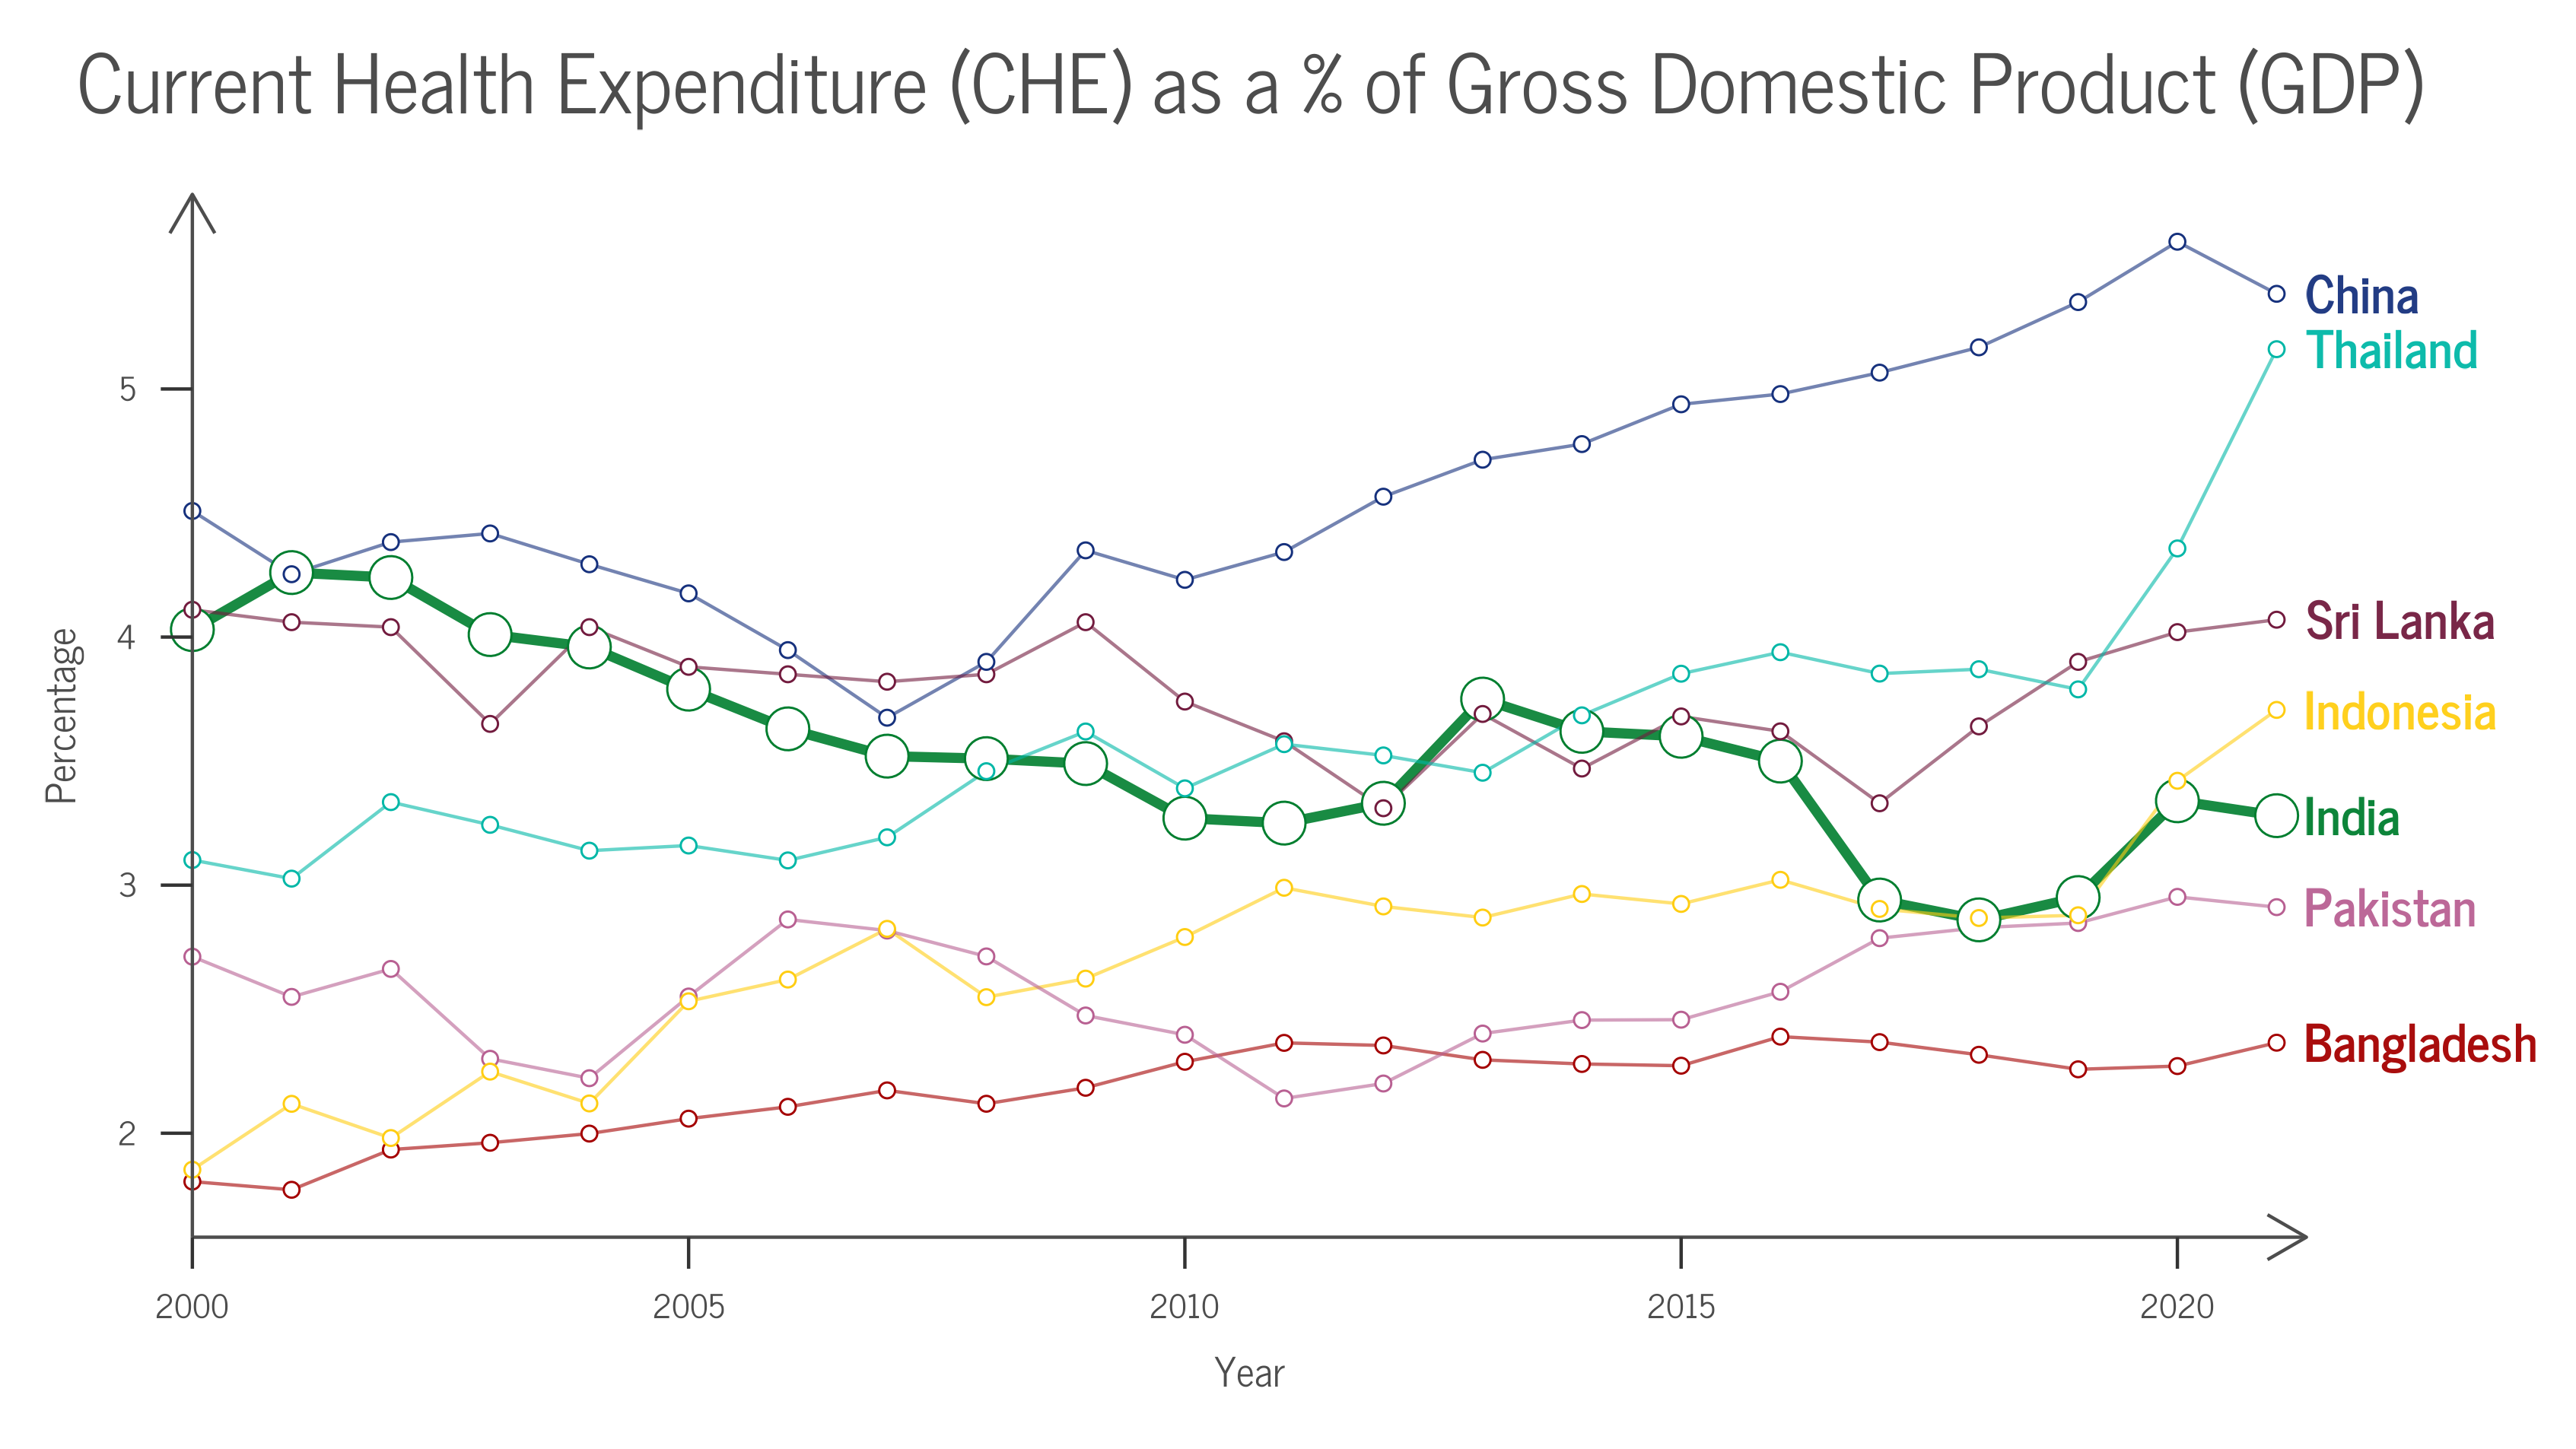 Current Health Expenditure (CHE) as a % of Gross Domestic Product (GDP)
China
Thailand
5
Sri Lanka
4
Percentage
Indonesia
India
3
Pakistan
Bangladesh
2
2000 2005 2010 2015 2020
Year